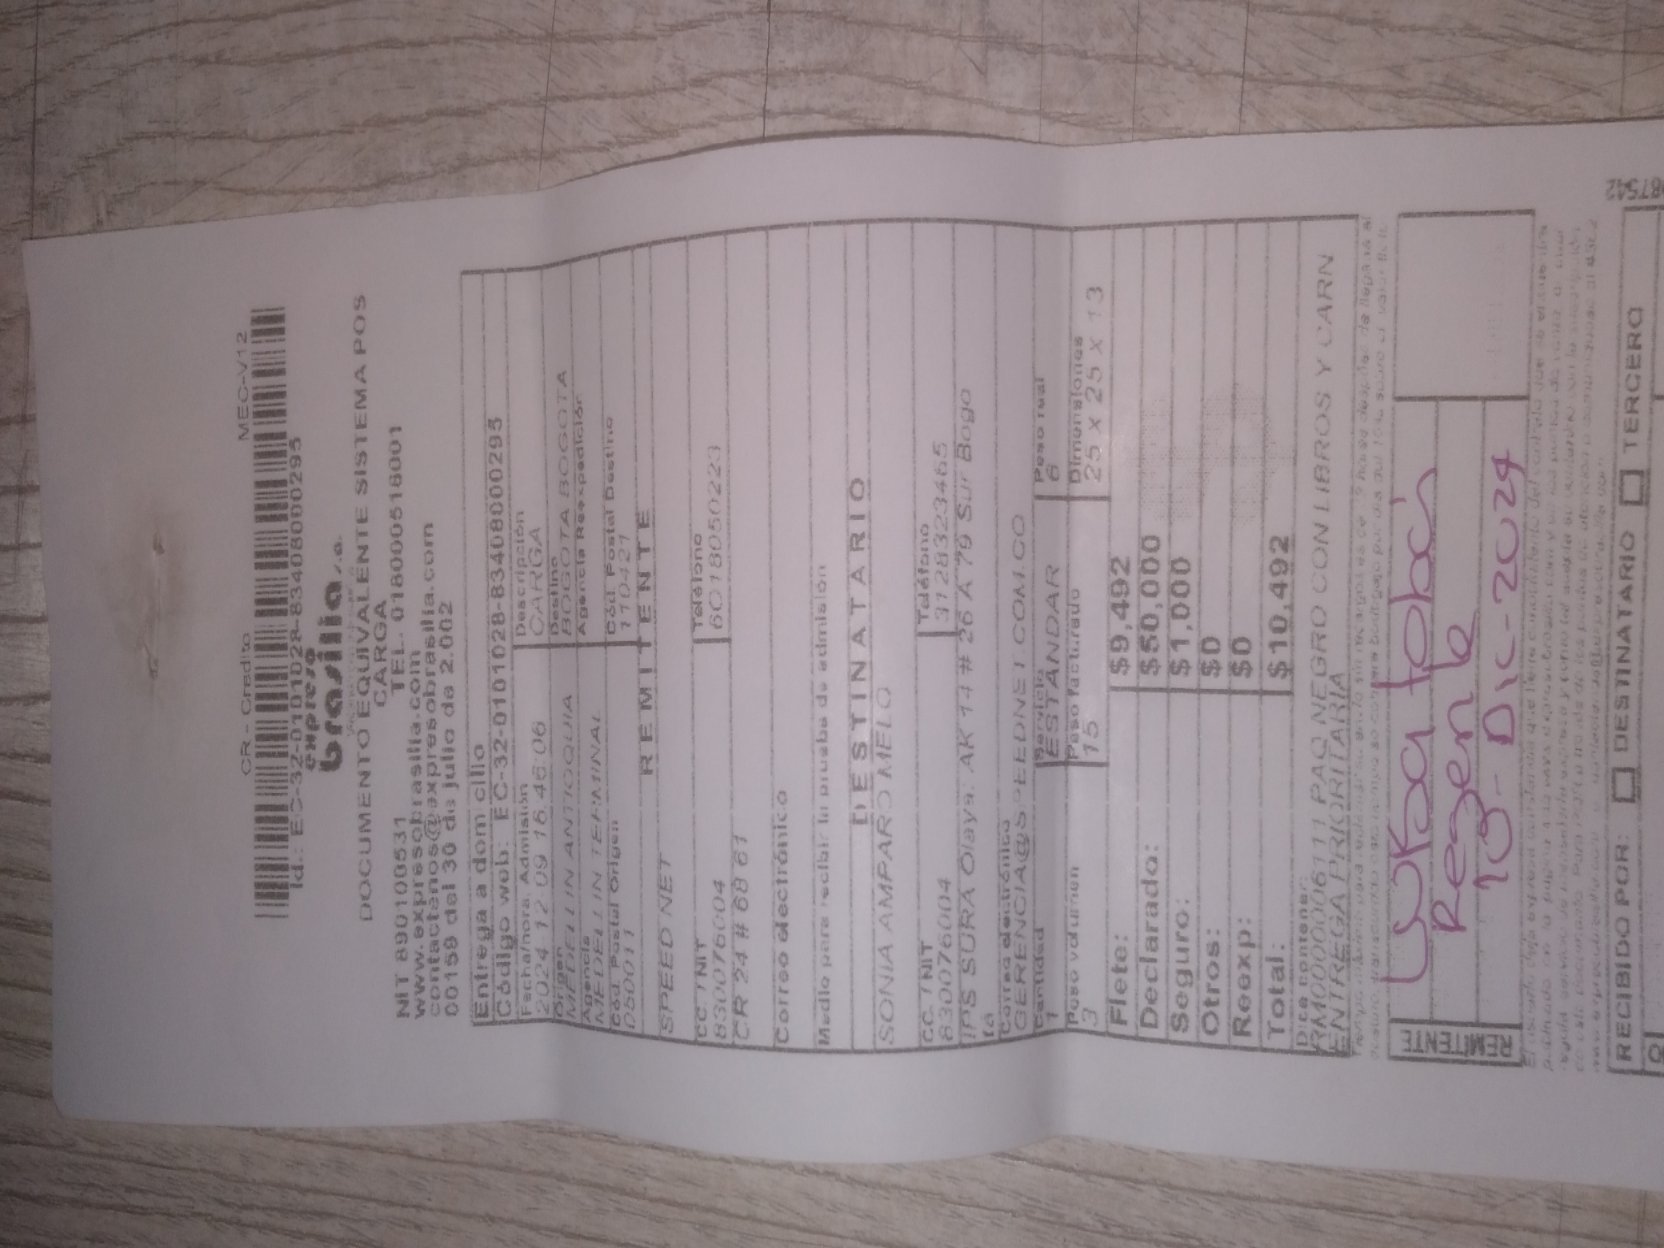 CR - Credito MEC-V12
Id.: EC-32-0101028-83408000295
expreso
brasilia s.a.
DOCUMENTO EQUIVALENTE SISTEMA POS
CARGA
NIT 890100531 TEL. 018000518001
www.expresobrasilia.com
contactenos@expresobrasilia.com
00159 del 30 de julio de 2.002
Entrega a domicilio
Código web: EC-32-0101028-83408000295
Fecha/hora Admisión Descripción
2024 12 09 16:46:06 CARGA
Origen Destino
MEDELLIN ANTIOQUIA BOGOTA BOGOTA
Agencia Agencia Reexpedición
MEDELLIN TERMINAL
Cód. Postal Origen Cód. Postal Destino
050011 110421
REMITENTE
SPEED NET
CC. / NIT Teléfono
830076004 6018050223
CR 24 # 68 61
Correo electrónico
Medio para recibir la prueba de admisión
DESTINATARIO
SONIA AMPARO MELO
CC. / NIT Teléfono
830076004 3128323465
IPS SURA Olaya. AK 14 # 26 A 79 Sur Bogo
ta
Correo electrónico
GERENCIA@SPEEDNET.COM.CO
Cantidad Servicio Peso real
1 ESTANDAR 8
Peso volumen Peso facturado Dimensiones
3 15 25 X 25 X 13
Flete: $9,492
Declarado: $50,000
Seguro: $1,000
Otros: $0
Reexp: $0
Total: $10,492
Dice contener:
RM0000006111 PAQ NEGRO CON LIBROS Y CARN
ENTREGA PRIORITARIA
REMITENTE
Regente
10-Dic-2024
RECIBIDO POR: DESTINATARIO TERCERO